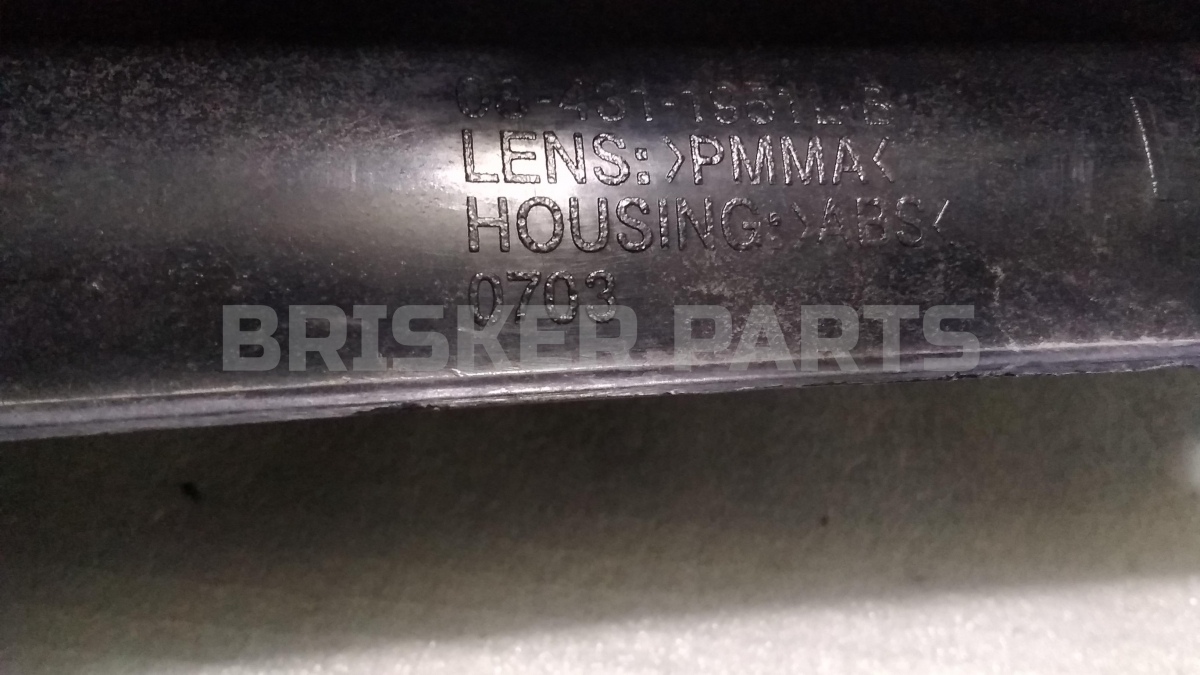 LENS:>PMMA<
HOUSING:>ABS<
0703
BRISKER PARTS